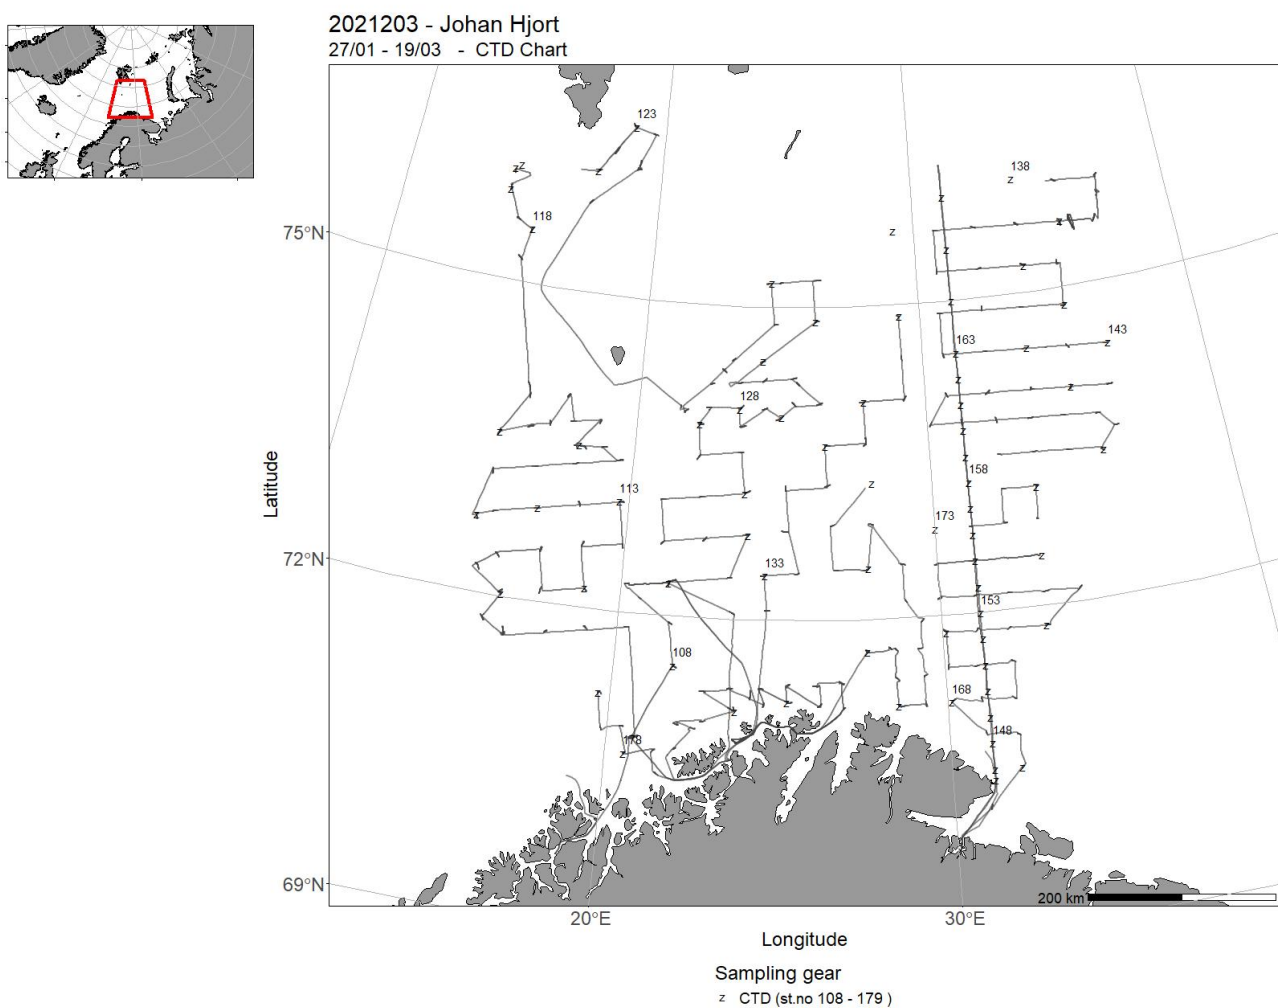 2021203 - Johan Hjort
27/01 - 19/03 - CTD Chart
123
138
118
75°N
143
163
128
158
113
173
72°N
133
153
108
168
178
148
69°N
200 km
20°E
30°E
Latitude
Longitude
Sampling gear
z CTD (st.no 108 - 179 )